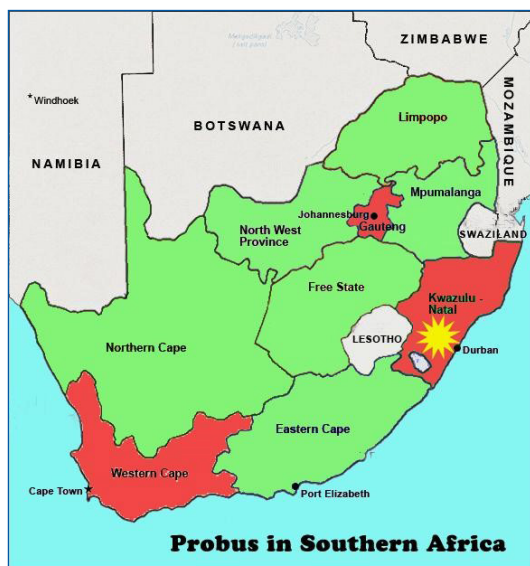 ZIMBABWE
MOZAMBIQUE
Windhoek
BOTSWANA
NAMIBIA
Limpopo
Mpumalanga
Johannesburg
Gauteng
North West
Province
SWAZILAND
Free State
Kwazulu -
Natal
LESOTHO
Durban
Northern Cape
Eastern Cape
Western Cape
Cape Town
Port Elizabeth
Probus in Southern Africa